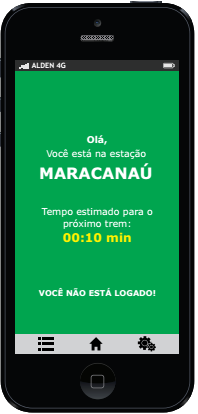 ALDEN 4G
Olá,
Você está na estação
MARACANAÚ
Tempo estimado para o
próximo trem:
00:10 min
VOCÊ NÃO ESTÁ LOGADO!